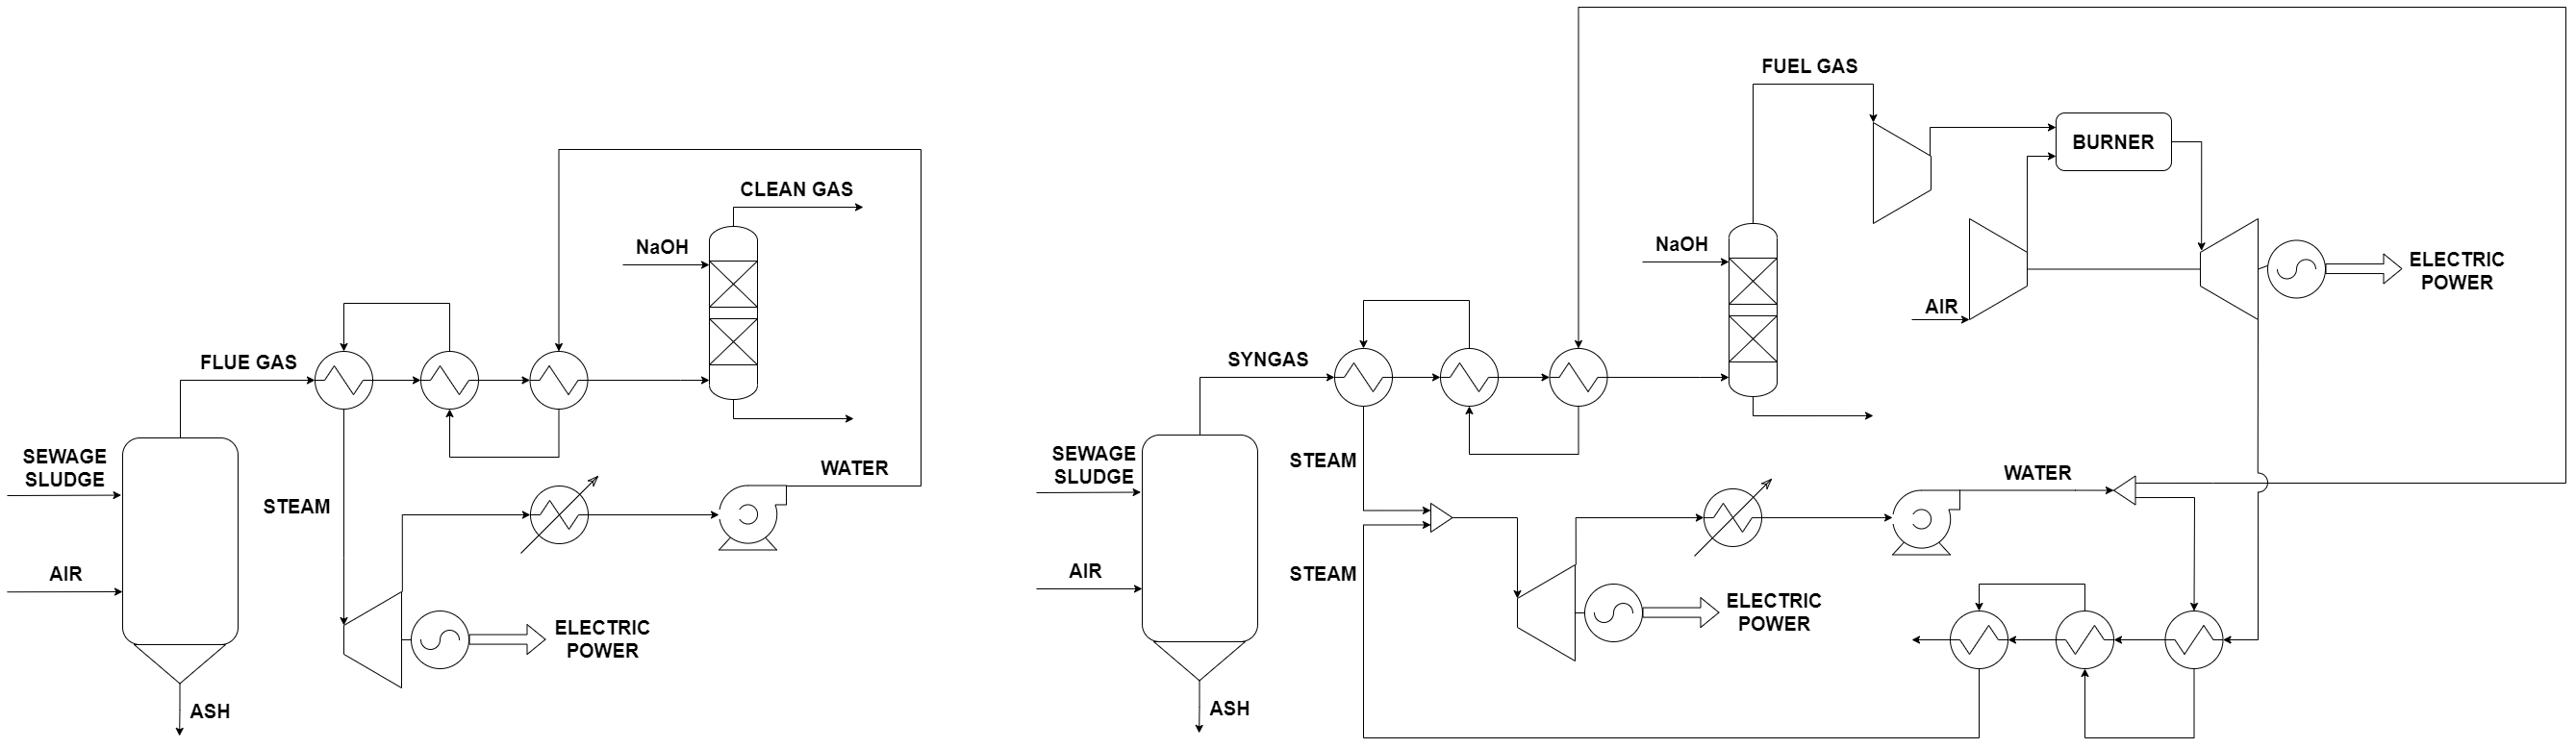 CLEAN GAS
NaOH
FLUE GAS
SEWAGE
SLUDGE
WATER
STEAM
AIR
ELECTRIC
POWER
ASH
FUEL GAS
BURNER
NaOH
ELECTRIC
POWER
AIR
SYNGAS
SEWAGE
SLUDGE
STEAM
WATER
AIR
STEAM
ELECTRIC
POWER
ASH